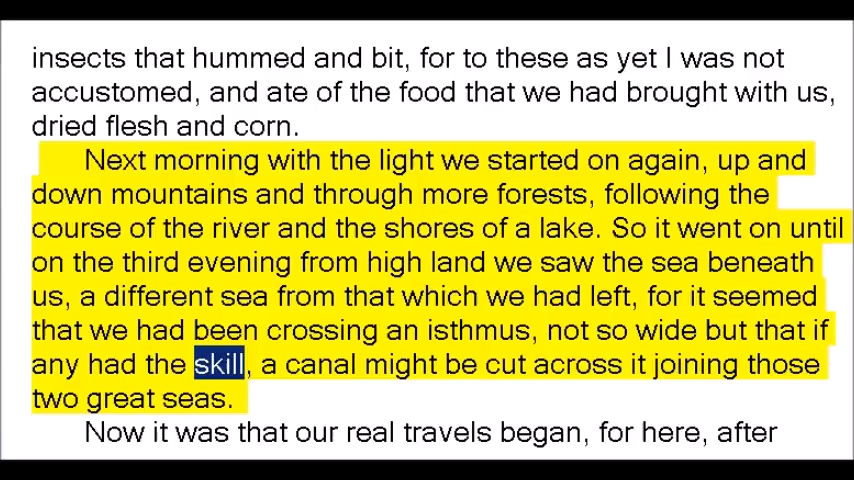 insects that hummed and bit, for to these as yet I was not
accustomed, and ate of the food that we had brought with us,
dried flesh and corn.
Next morning with the light we started on again, up and
down mountains and through more forests, following the
course of the river and the shores of a lake. So it went on until
on the third evening from high land we saw the sea beneath
us, a different sea from that which we had left, for it seemed
that we had been crossing an isthmus, not so wide but that if
any had the skill, a canal might be cut across it joining those
two great seas.
Now it was that our real travels began, for here, after